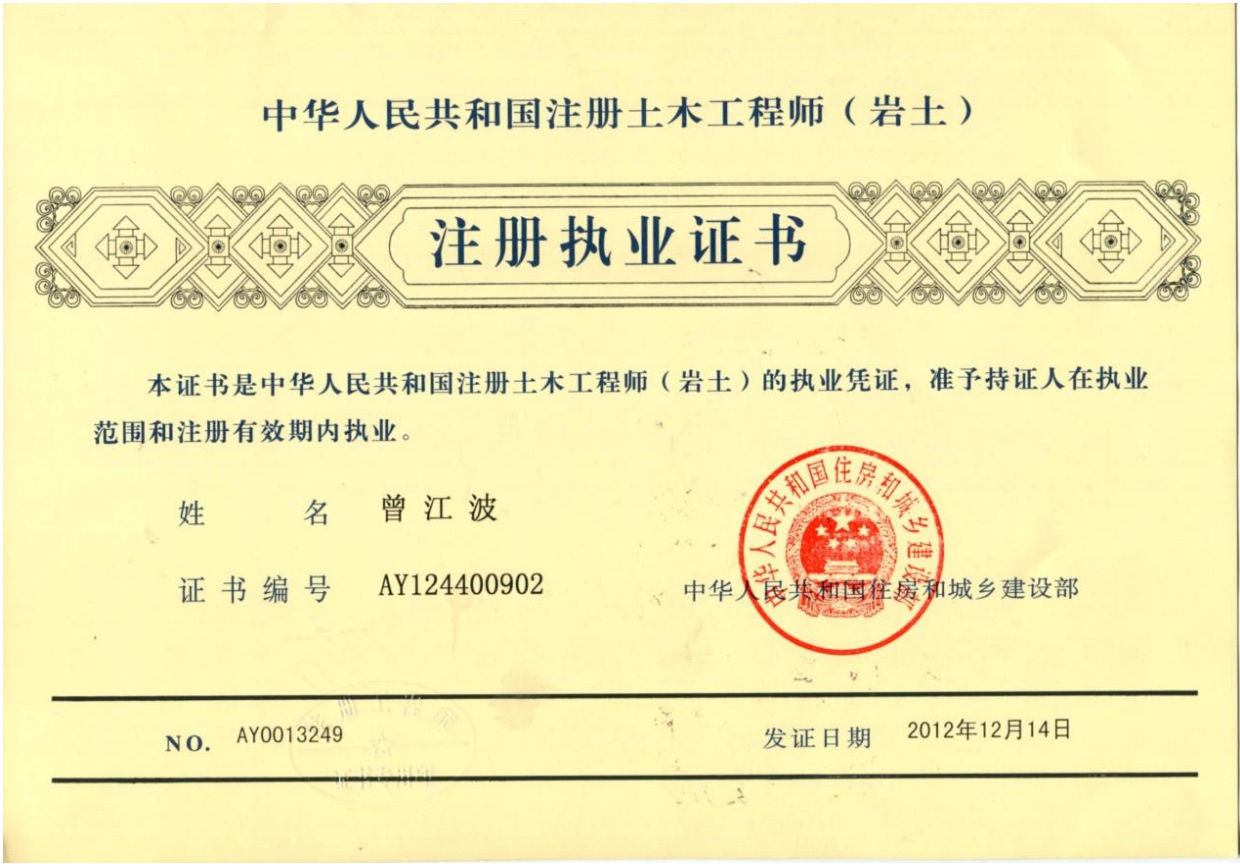 中华人民共和国注册土木工程师（岩土）
注册执业证书
本证书是中华人民共和国注册土木工程师（岩土）的执业凭证，准予持证人在执业
范围和注册有效期内执业。
姓名 曾江波
证书编号 AY124400902
中华人民共和国住房和城乡建设部
中华人民共和国住房和城乡建设部
NO. AY0013249
发证日期 2012年12月14日